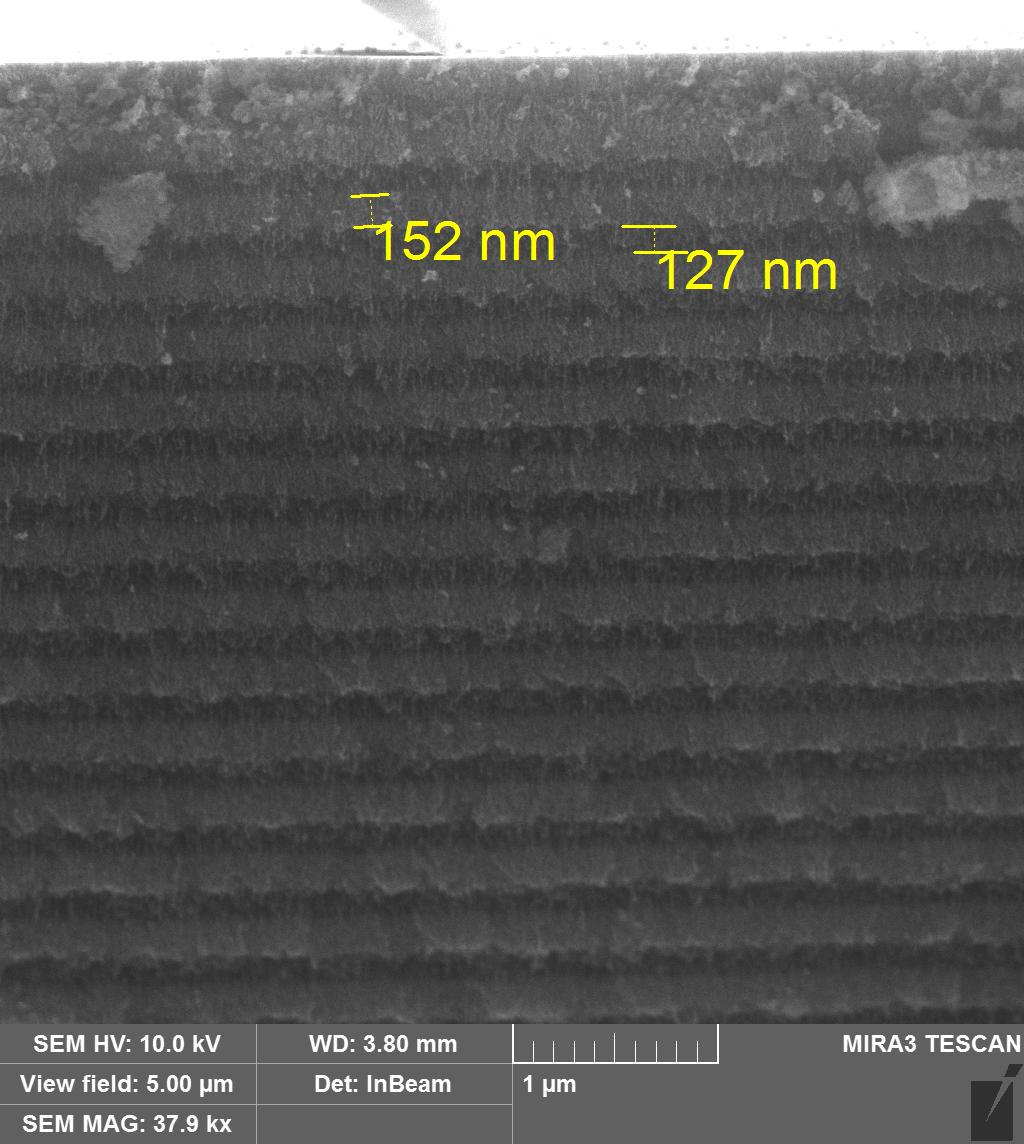 152 nm
127 nm
SEM HV: 10.0 kV
WD: 3.80 mm
MIRA3 TESCAN
View field: 5.00 µm
Det: InBeam
1 µm
SEM MAG: 37.9 kx